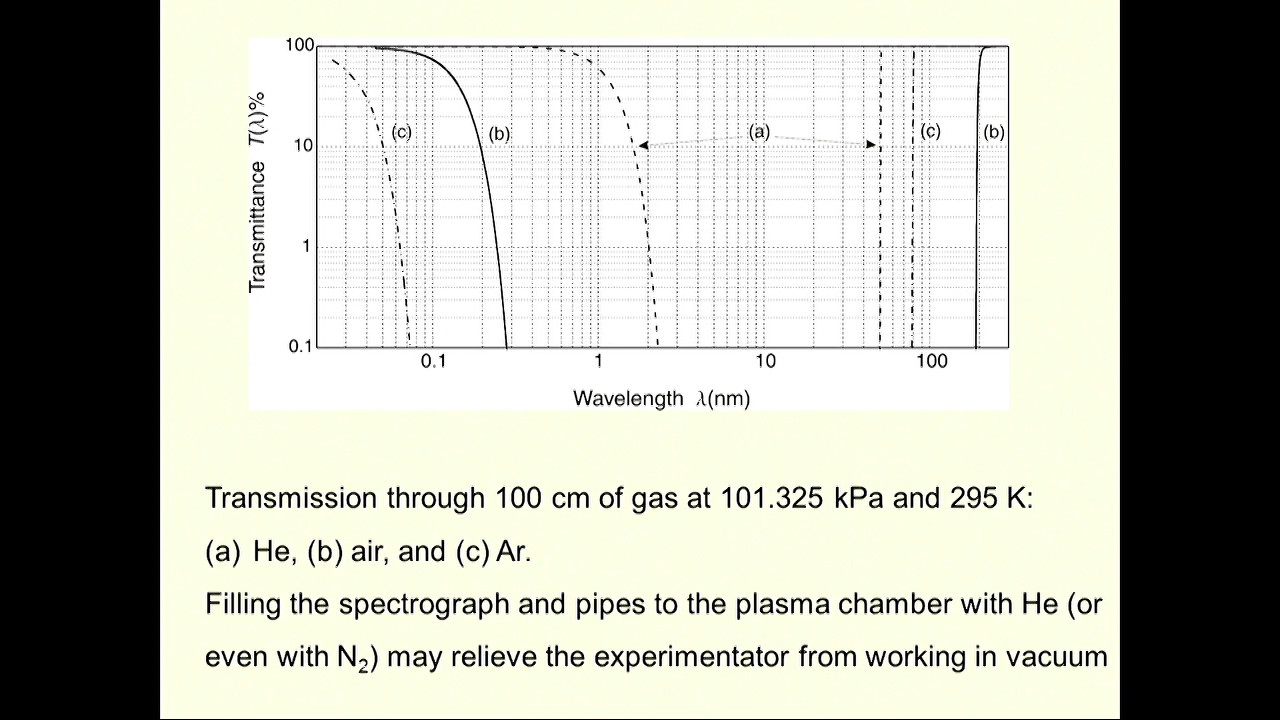 100
10
1
0.1
Transmittance T(λ)%
(c)
(b)
(a)
(c)
(b)
0.1
1
10
100
Wavelength λ(nm)
Transmission through 100 cm of gas at 101.325 kPa and 295 K:
(a) He, (b) air, and (c) Ar.
Filling the spectrograph and pipes to the plasma chamber with He (or
even with N₂) may relieve the experimentator from working in vacuum